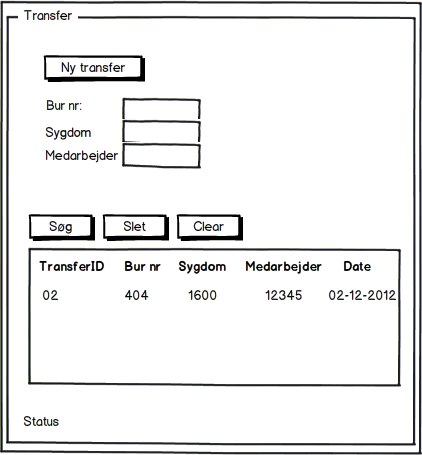 Transfer
Ny transfer
Bur nr:
Sygdom
Medarbejder
Søg Slet Clear
TransferID Bur nr Sygdom Medarbejder Date
02 404 1600 12345 02-12-2012
Status